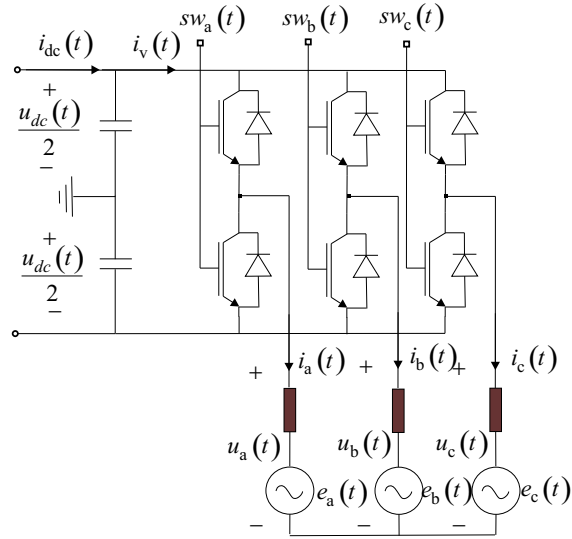 sw_a(t) sw_b(t) sw_c(t)
i_dc(t) i_v(t)
+
u_dc(t)
2
−
+
u_dc(t)
2
−
+ i_a(t) + i_b(t) + i_c(t)
u_a(t) u_b(t) u_c(t)
e_a(t) e_b(t) e_c(t)
− − −